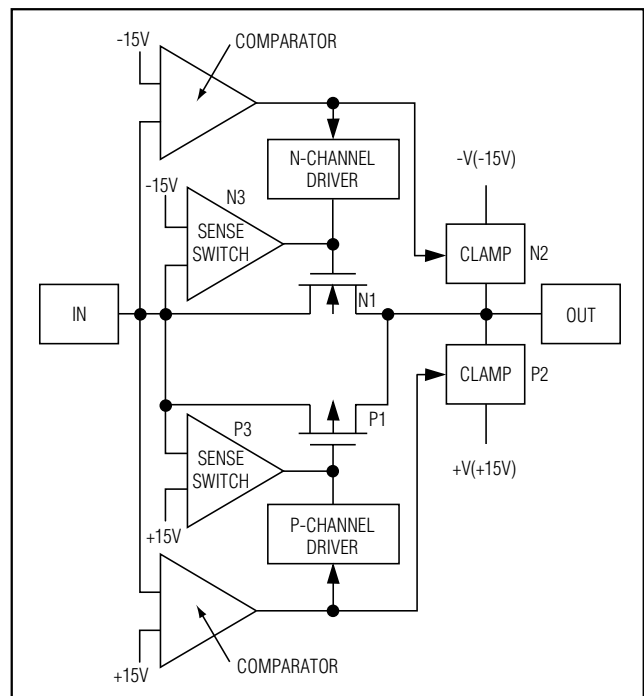 -15V
COMPARATOR
N-CHANNEL
DRIVER
-V(-15V)
-15V
N3
SENSE
SWITCH
CLAMP
N2
N1
IN
OUT
CLAMP
P2
P1
P3
SENSE
SWITCH
+15V
+V(+15V)
P-CHANNEL
DRIVER
+15V
COMPARATOR